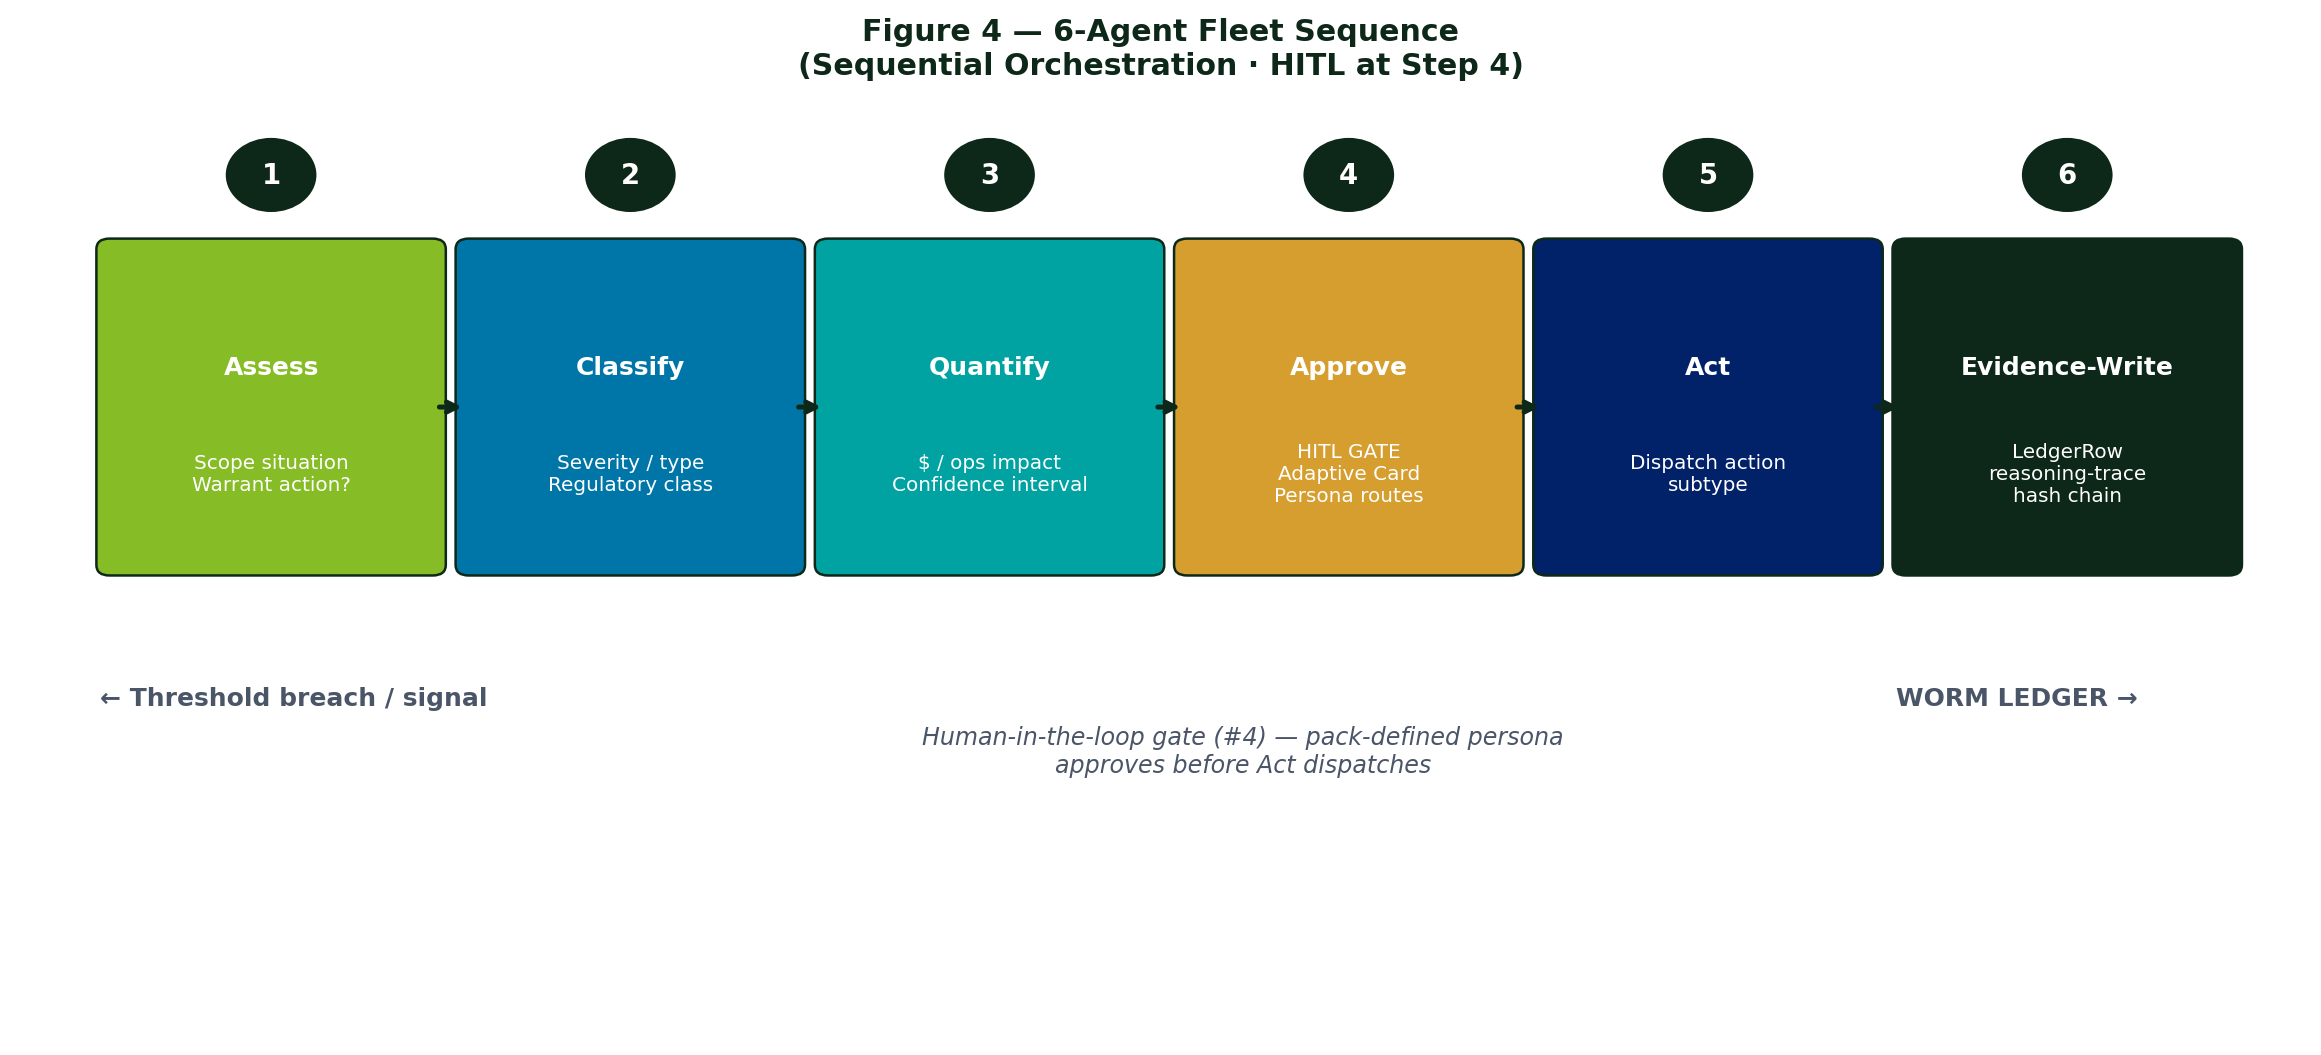 Figure 4 — 6-Agent Fleet Sequence
(Sequential Orchestration · HITL at Step 4)
1
2
3
4
5
6
Assess
Scope situation
Warrant action?
Classify
Severity / type
Regulatory class
Quantify
$ / ops impact
Confidence interval
Approve
HITL GATE
Adaptive Card
Persona routes
Act
Dispatch action
subtype
Evidence-Write
LedgerRow
reasoning-trace
hash chain
← Threshold breach / signal
WORM LEDGER →
Human-in-the-loop gate (#4) — pack-defined persona
approves before Act dispatches